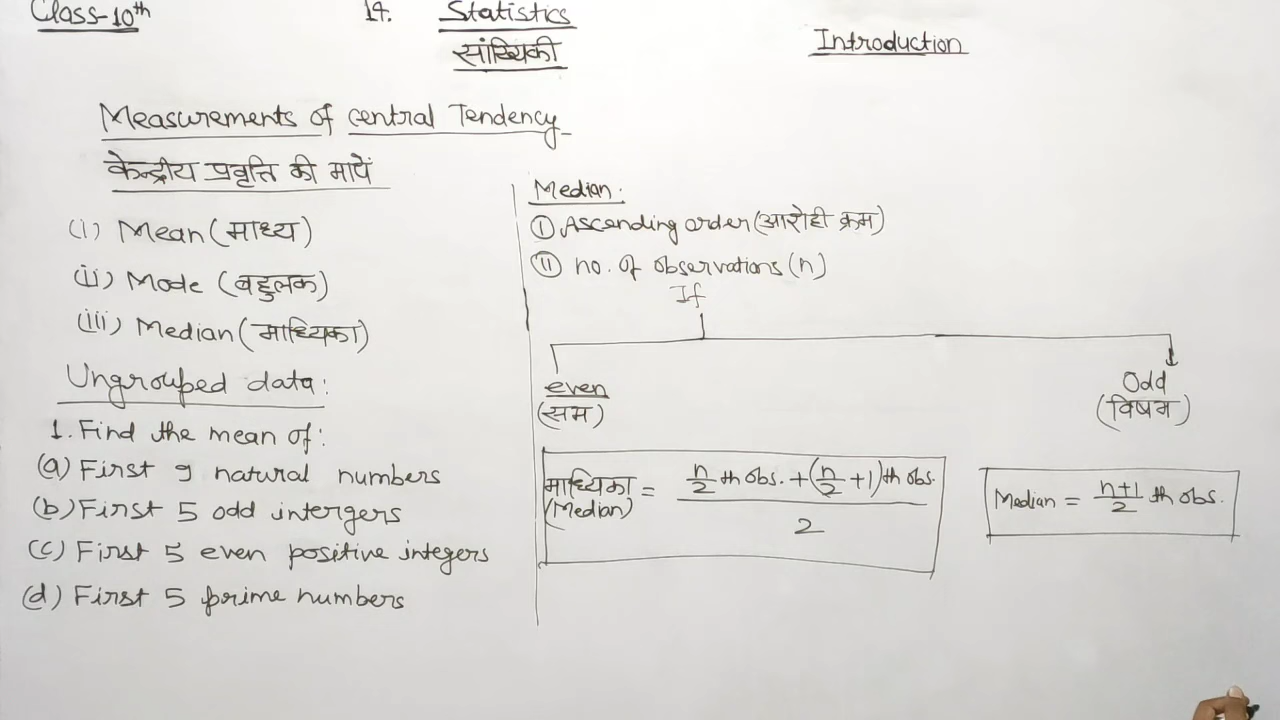 Class-10th
14. Statistics
सांख्यिकी
Introduction
Measurements of central Tendency
केन्द्रीय प्रवृत्ति की मापें
(i) Mean (माध्य)
(ii) Mode (बहुलक)
(iii) Median (माध्यिका)
Ungrouped data:
1. Find the mean of:
(a) First 9 natural numbers
(b) First 5 odd intergers
(c) First 5 even positive integers
(d) First 5 prime numbers
Median:
I Ascending order (आरोही क्रम)
II no. of observations (n)
If
even
(सम)
माध्यिका (Median) = n/2 th obs. + (n/2 + 1) th obs. / 2
Odd
(विषम)
Median = n+1/2 th obs.